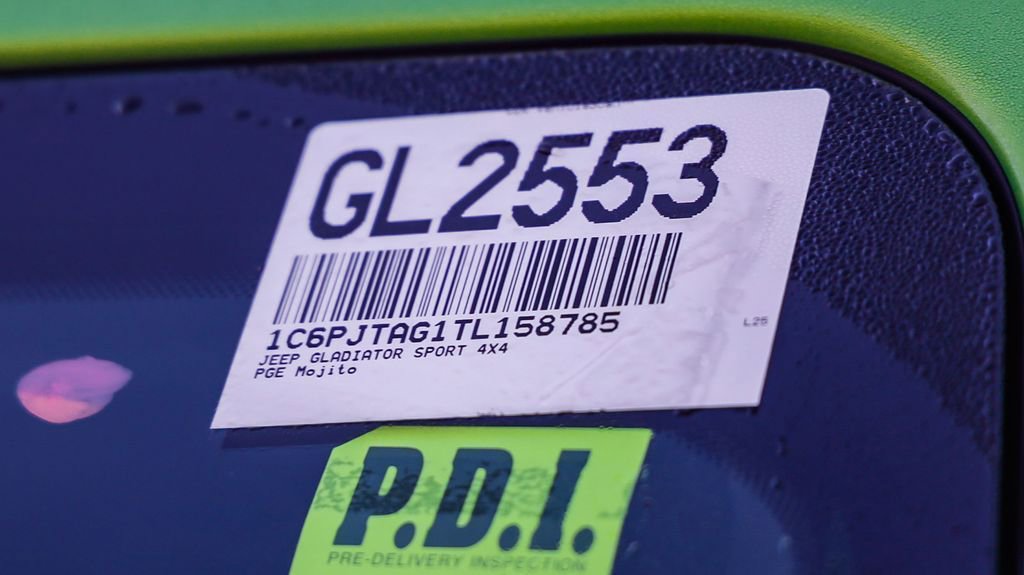 GL2553
1C6PJTAG1TL158785
JEEP GLADIATOR SPORT 4X4
PGE Mojito
L25
P.D.I.
PRE-DELIVERY INSPECTION